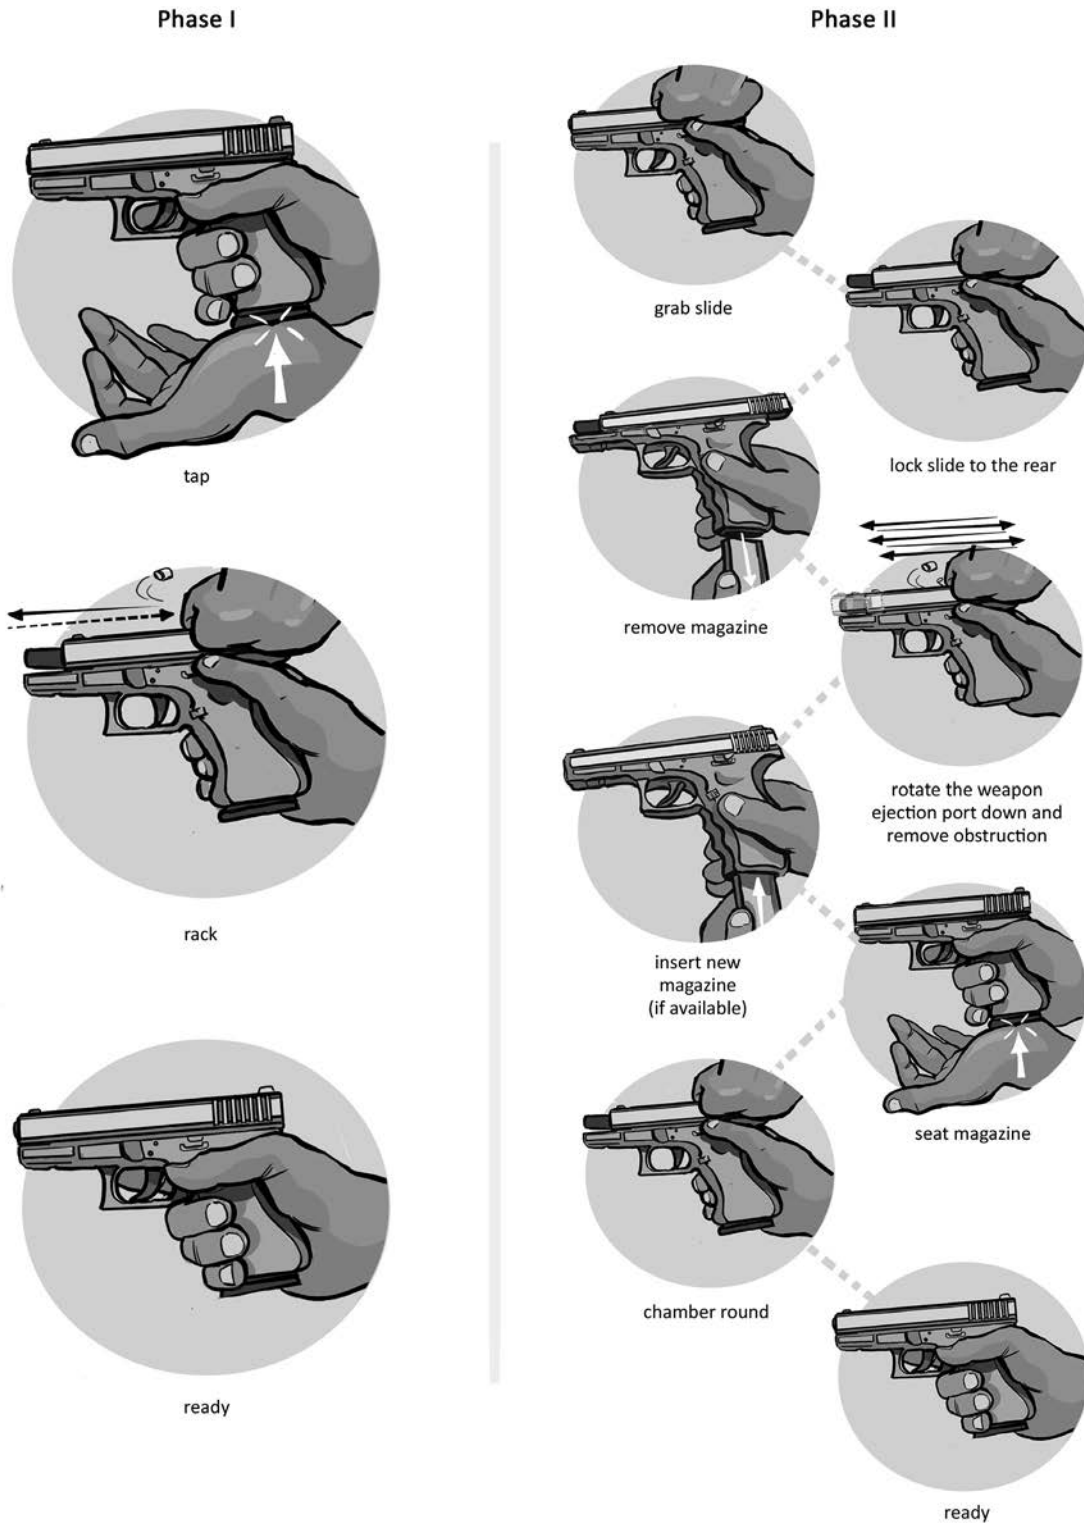 Phase I
tap
rack
ready
Phase II
grab slide
lock slide to the rear
remove magazine
rotate the weapon
ejection port down and
remove obstruction
insert new
magazine
(if available)
seat magazine
chamber round
ready